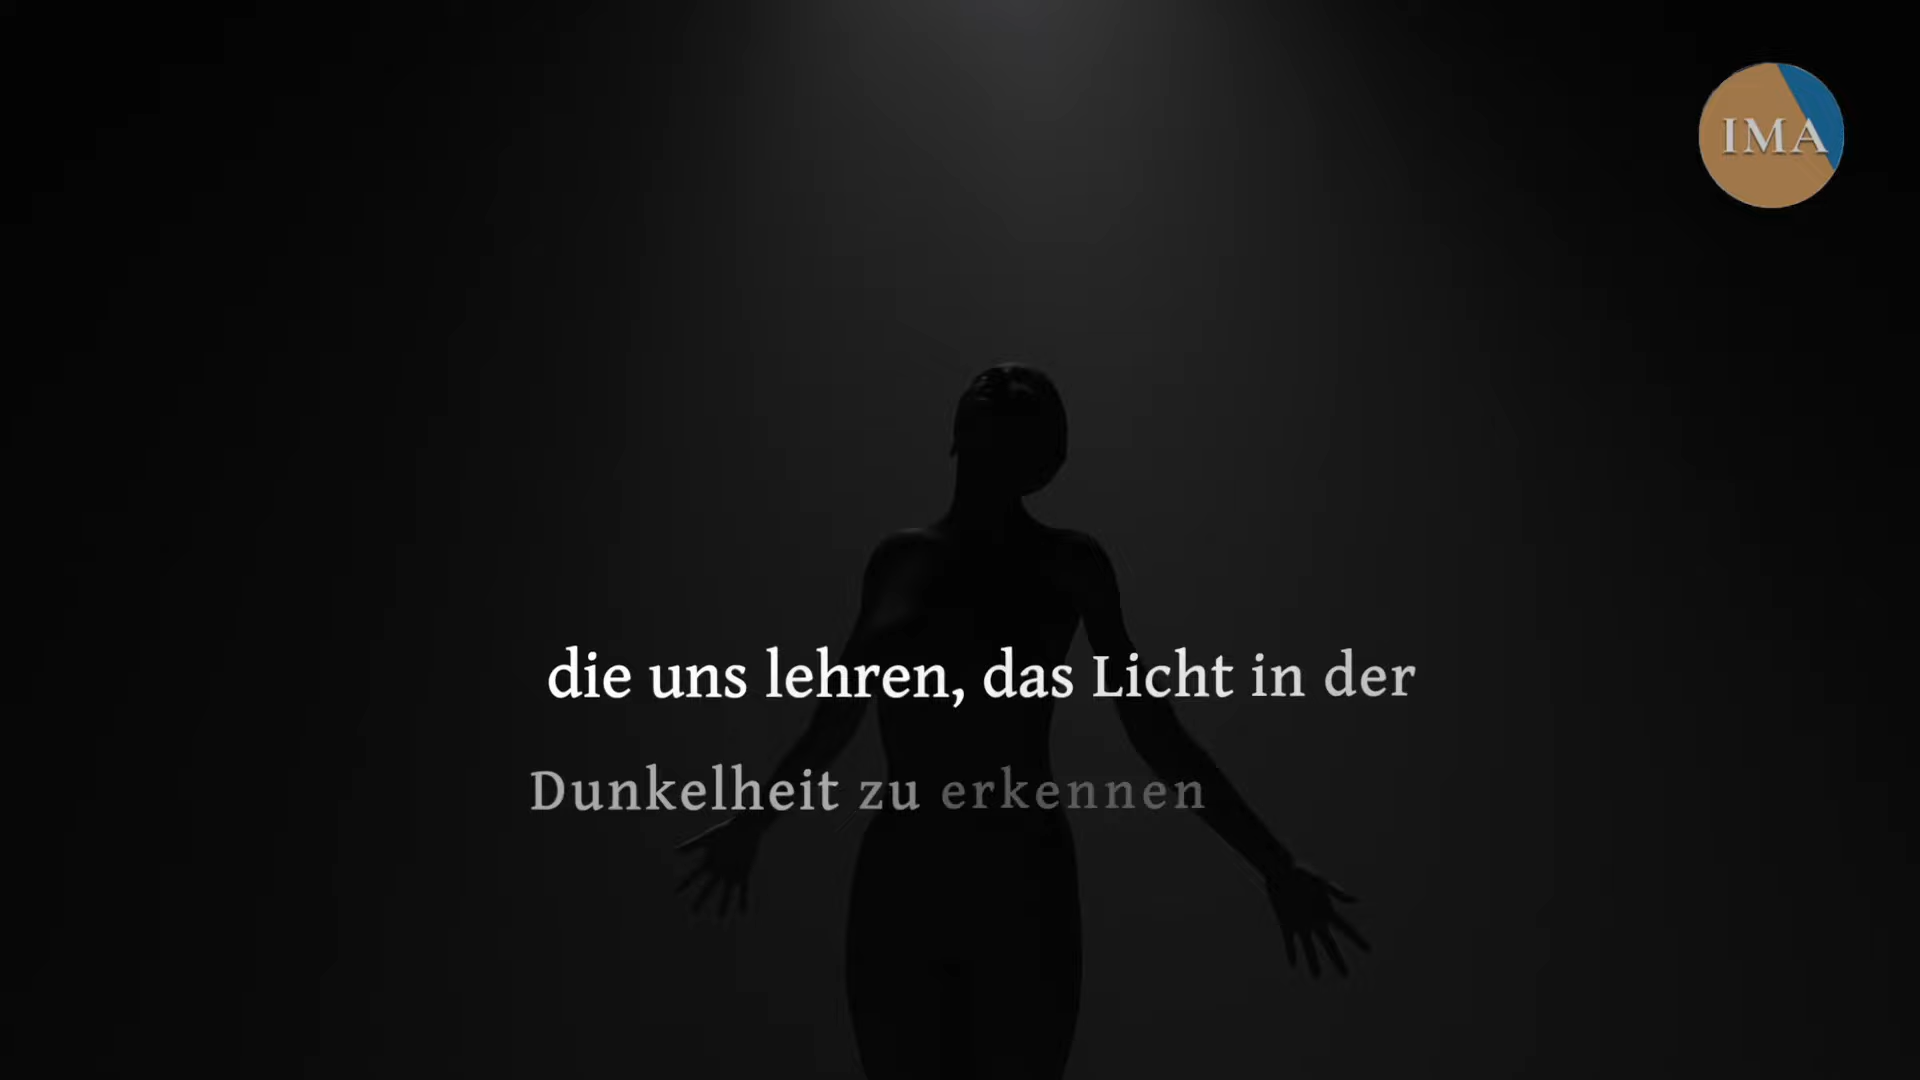 IMA
die uns lehren, das Licht in der
Dunkelheit zu erkennen